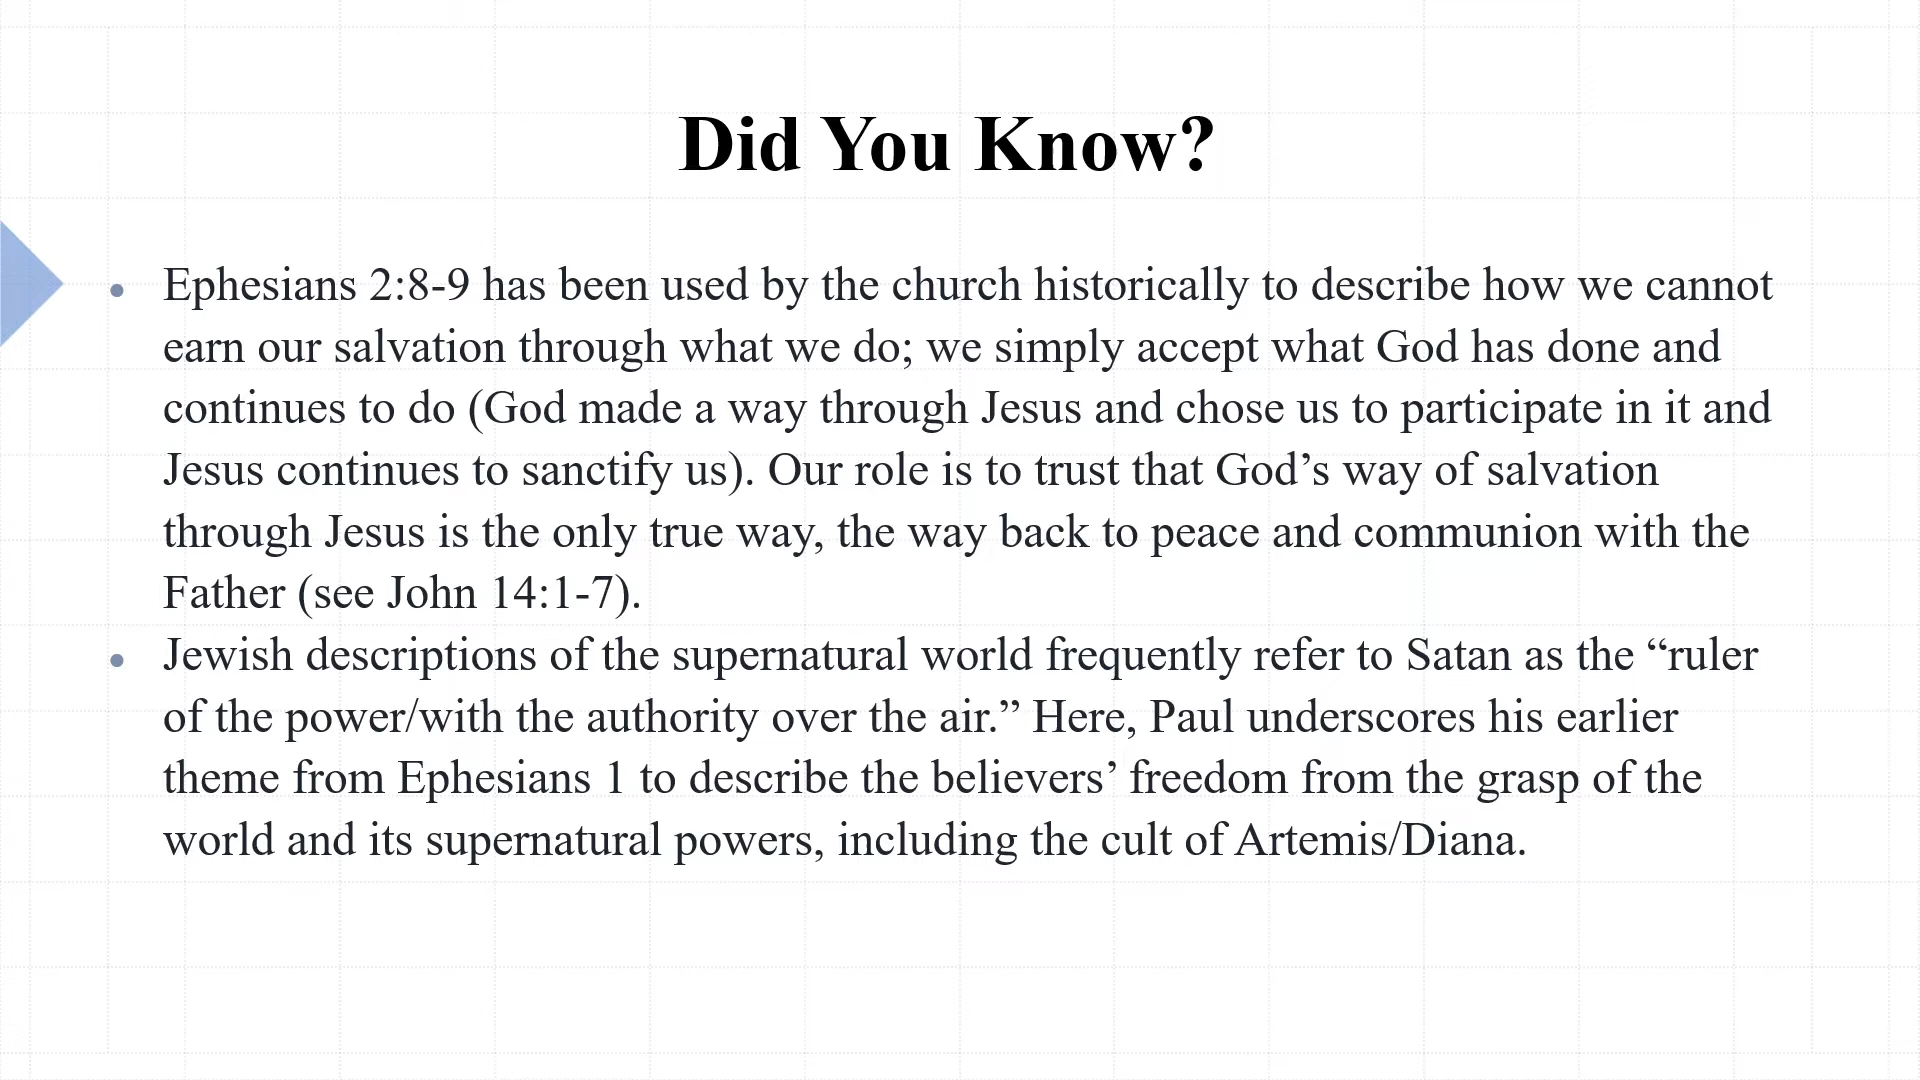 Did You Know?
Ephesians 2:8-9 has been used by the church historically to describe how we cannot
earn our salvation through what we do; we simply accept what God has done and
continues to do (God made a way through Jesus and chose us to participate in it and
Jesus continues to sanctify us). Our role is to trust that God’s way of salvation
through Jesus is the only true way, the way back to peace and communion with the
Father (see John 14:1-7).
Jewish descriptions of the supernatural world frequently refer to Satan as the “ruler
of the power/with the authority over the air.” Here, Paul underscores his earlier
theme from Ephesians 1 to describe the believers’ freedom from the grasp of the
world and its supernatural powers, including the cult of Artemis/Diana.